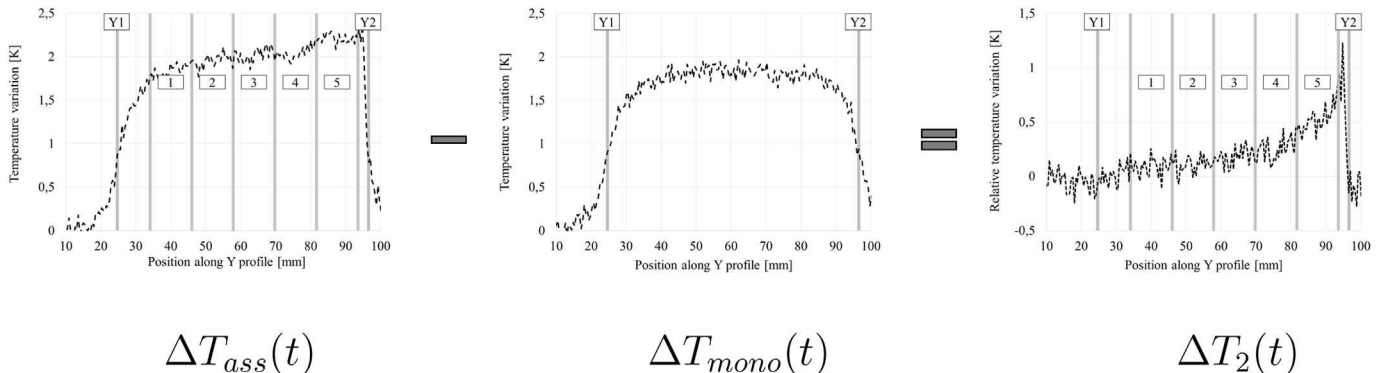 Temperature variation [K]
2,5
2
1,5
1
0,5
0
Y1
Y2
1
2
3
4
5
10 20 30 40 50 60 70 80 90 100
Position along Y profile [mm]
Temperature variation [K]
2,5
2
1,5
1
0,5
0
Y1
Y2
10 20 30 40 50 60 70 80 90 100
Position along Y profile [mm]
Relative temperature variation [K]
1,5
1
0,5
0
-0,5
Y1
Y2
1
2
3
4
5
10 20 30 40 50 60 70 80 90 100
Position along Y profile [mm]
ΔT_{ass}(t)
ΔT_{mono}(t)
ΔT_2(t)